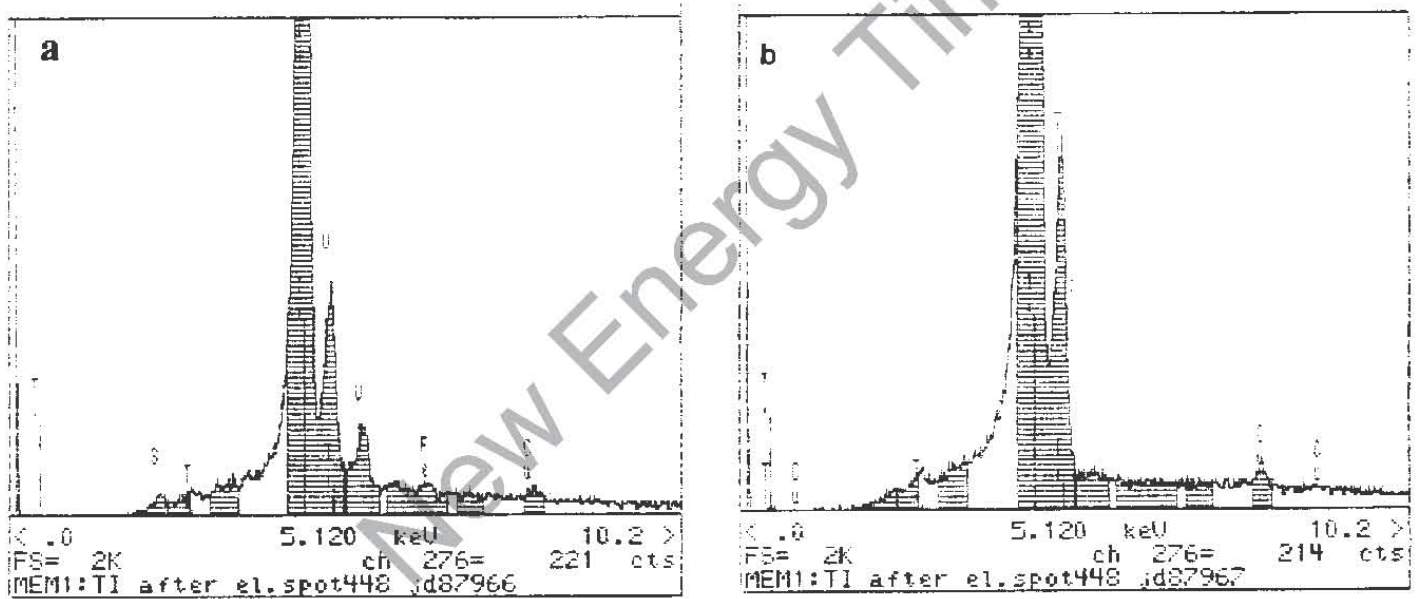 a
U
U
T
S
T
F
C
< .0 5.120 keV 10.2 >
FS= 2K ch 276= 221 cts
MEM1:TI after el.spot448 jd87966
b
T
T
C
C
< .0 5.120 keV 10.2 >
FS= 2K ch 276= 214 cts
MEM1:TI after el.spot448 jd87967
New Energy